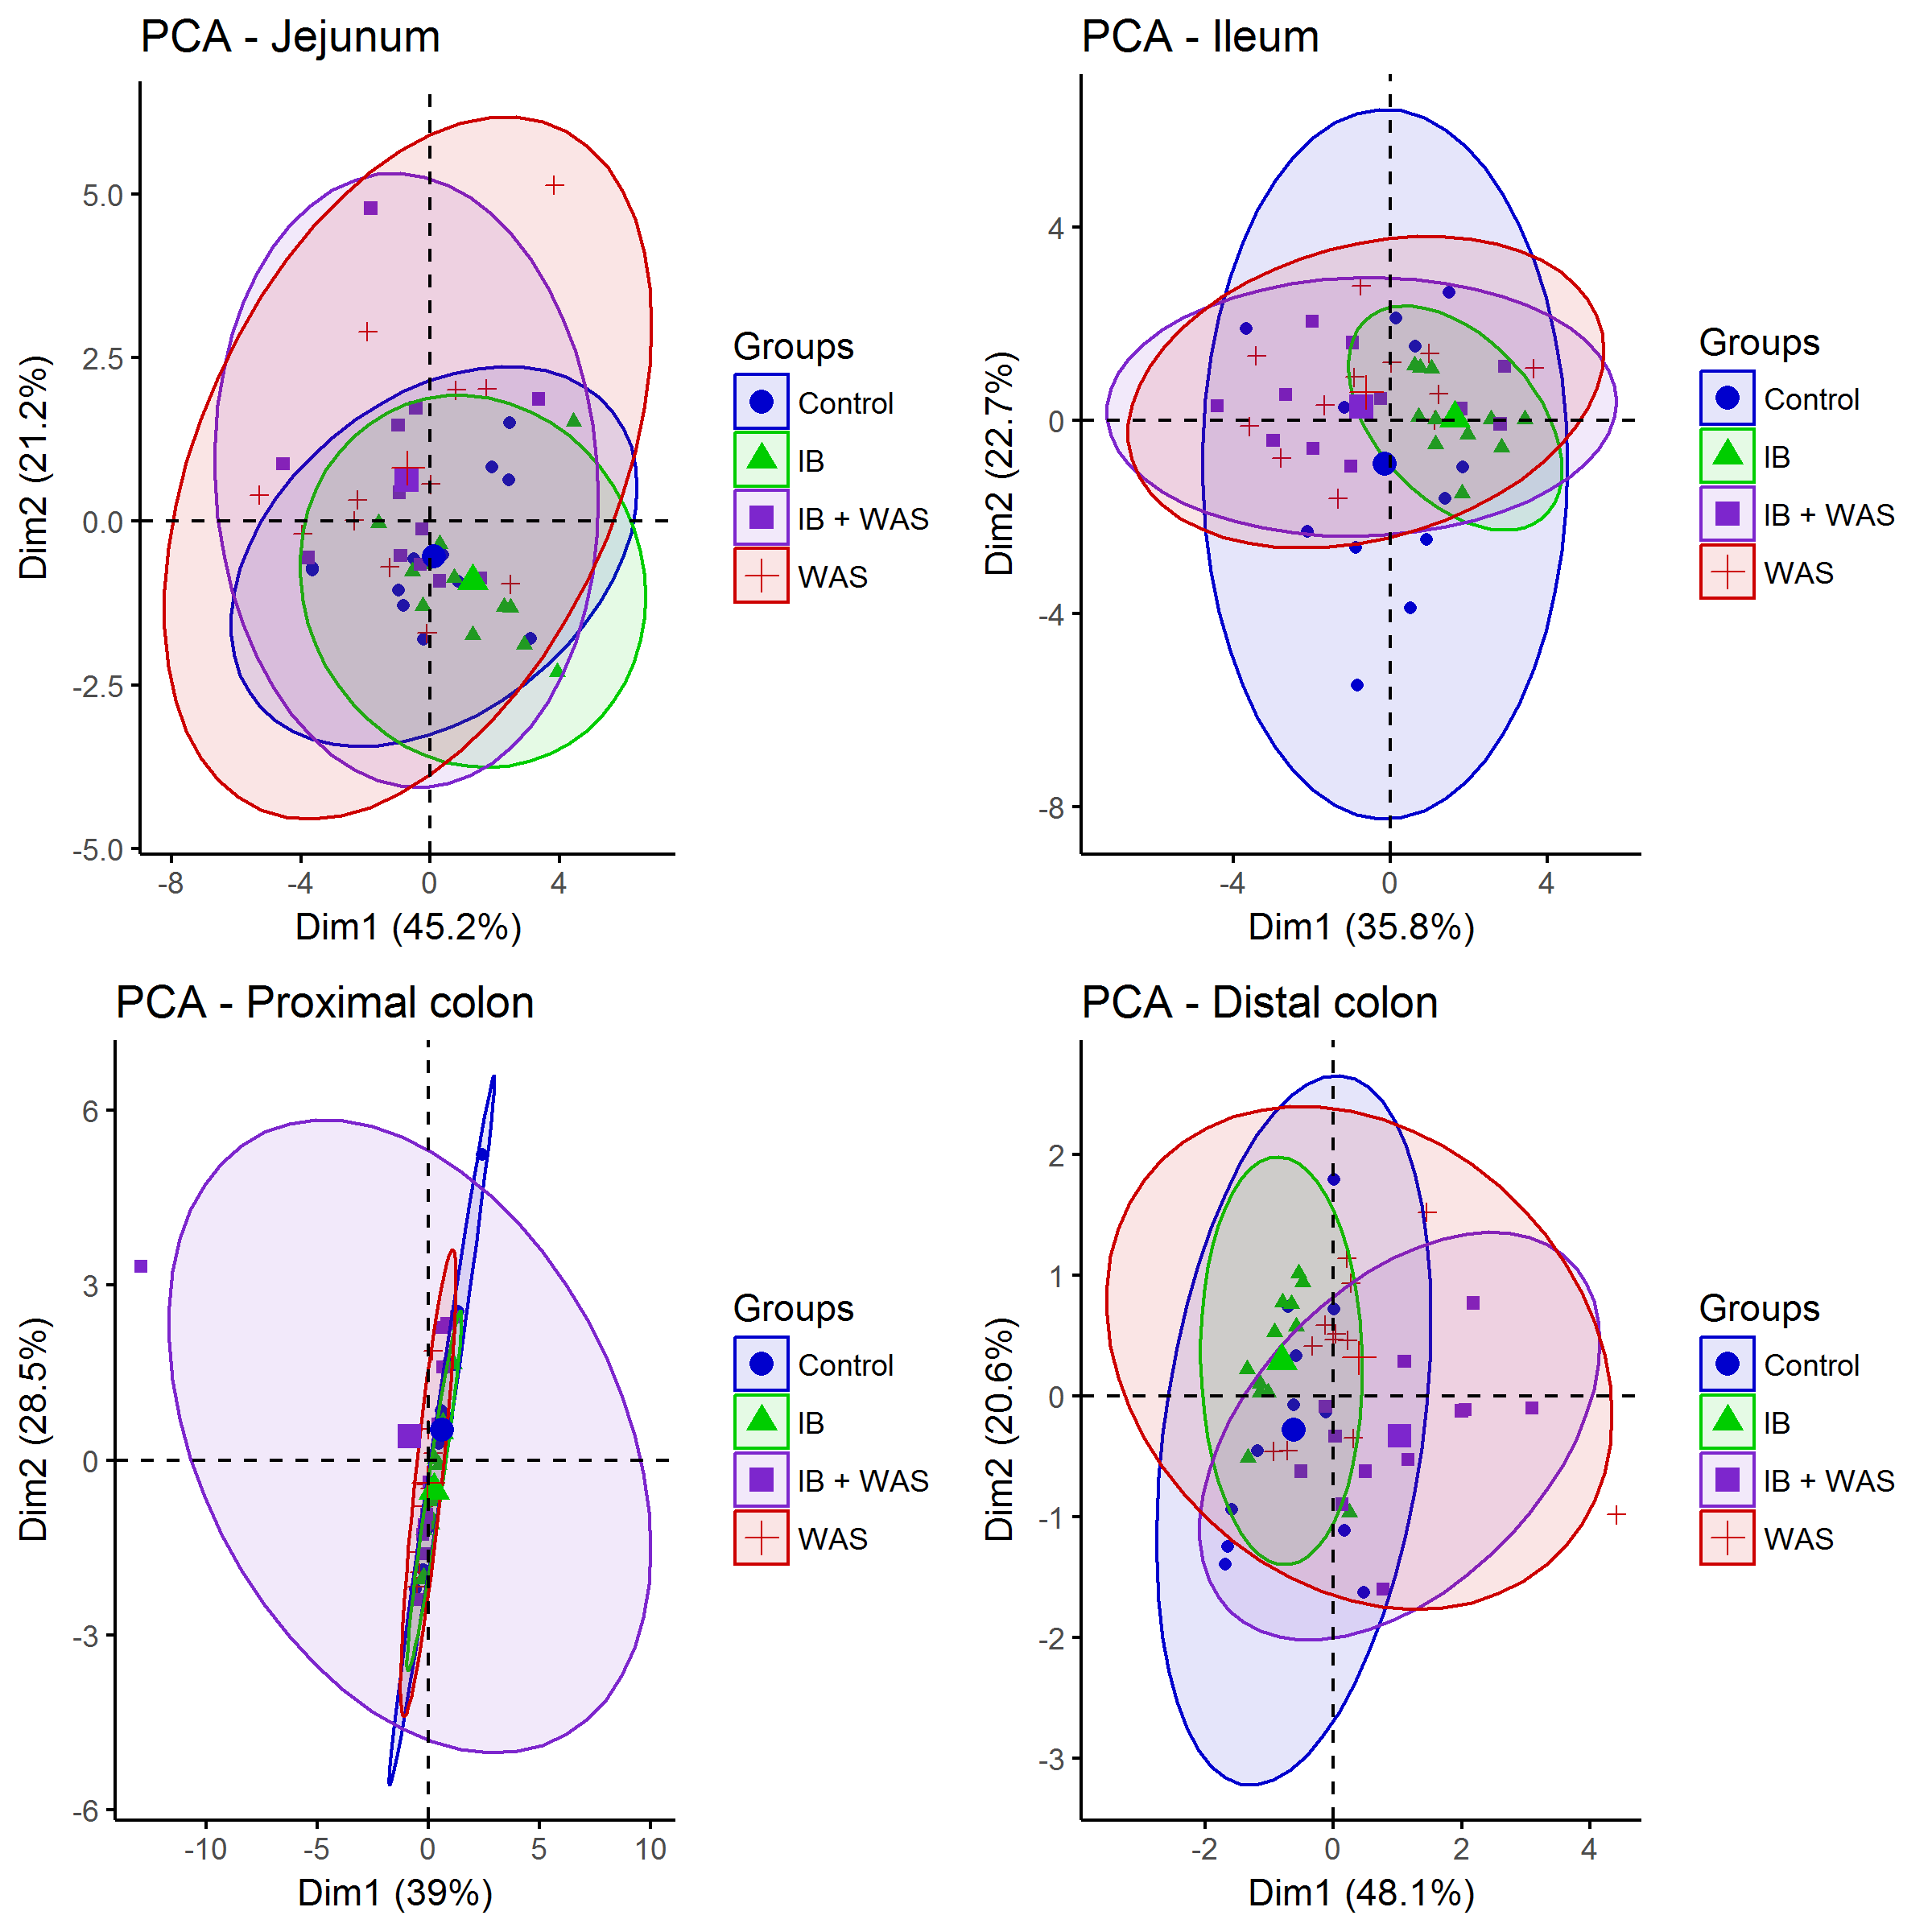 PCA - Jejunum
5.0
2.5
0.0
-2.5
-5.0
Dim2 (21.2%)
-8 -4 0 4
Dim1 (45.2%)
Groups
Control
IB
IB + WAS
WAS
PCA - Ileum
4
0
-4
-8
Dim2 (22.7%)
-4 0 4
Dim1 (35.8%)
Groups
Control
IB
IB + WAS
WAS
PCA - Proximal colon
6
3
0
-3
-6
Dim2 (28.5%)
-10 -5 0 5 10
Dim1 (39%)
Groups
Control
IB
IB + WAS
WAS
PCA - Distal colon
2
1
0
-1
-2
-3
Dim2 (20.6%)
-2 0 2 4
Dim1 (48.1%)
Groups
Control
IB
IB + WAS
WAS